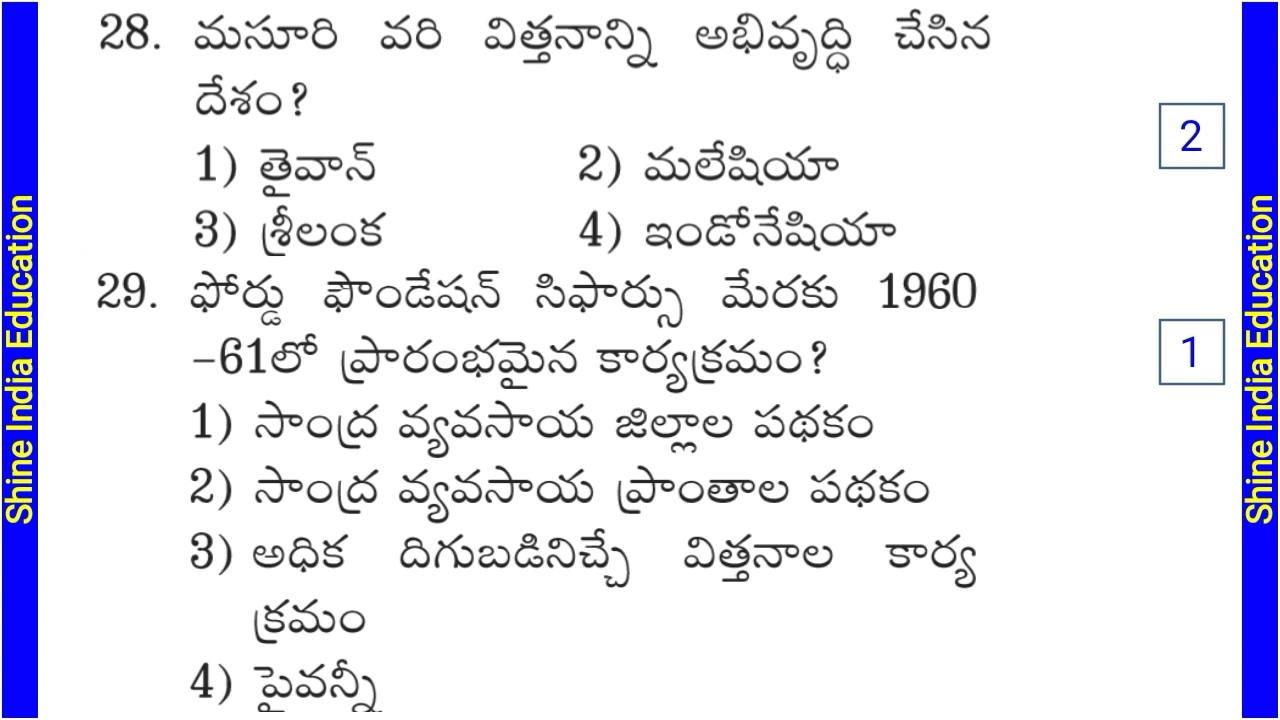 Shine India Education
28. మసూరి వరి విత్తనాన్ని అభివృద్ధి చేసిన
దేశం?
1) తైవాన్ 2) మలేషియా
3) శ్రీలంక 4) ఇండోనేషియా
2
29. ఫోర్డు ఫౌండేషన్ సిఫార్సు మేరకు 1960
–61లో ప్రారంభమైన కార్యక్రమం?
1
1) సాంద్ర వ్యవసాయ జిల్లాల పథకం
2) సాంద్ర వ్యవసాయ ప్రాంతాల పథకం
3) అధిక దిగుబడినిచ్చే విత్తనాల కార్య
క్రమం
4) పైవన్నీ
Shine India Education